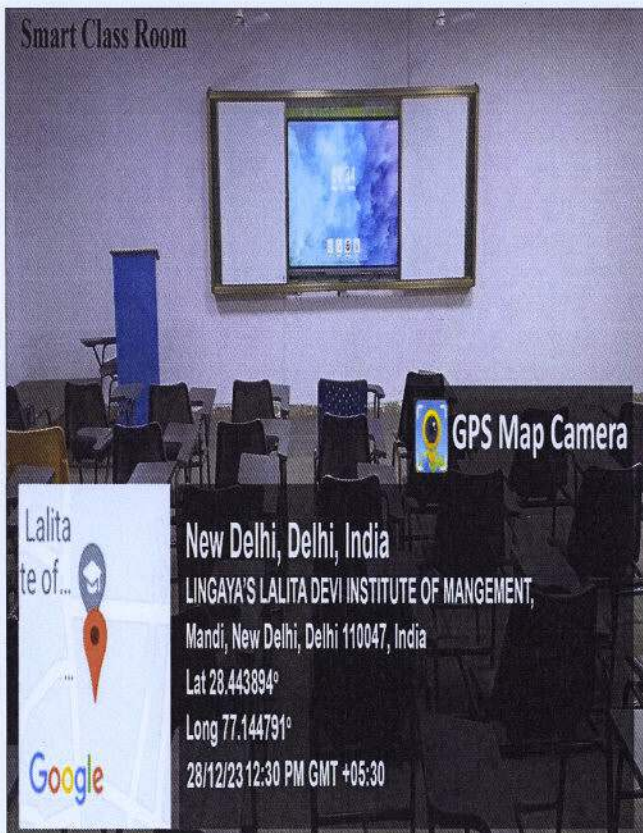 Smart Class Room
GPS Map Camera
Lalita
te of...
...
Google
New Delhi, Delhi, India
LINGAYA'S LALITA DEVI INSTITUTE OF MANGEMENT,
Mandi, New Delhi, Delhi 110047, India
Lat 28.443894°
Long 77.144791°
28/12/23 12:30 PM GMT +05:30